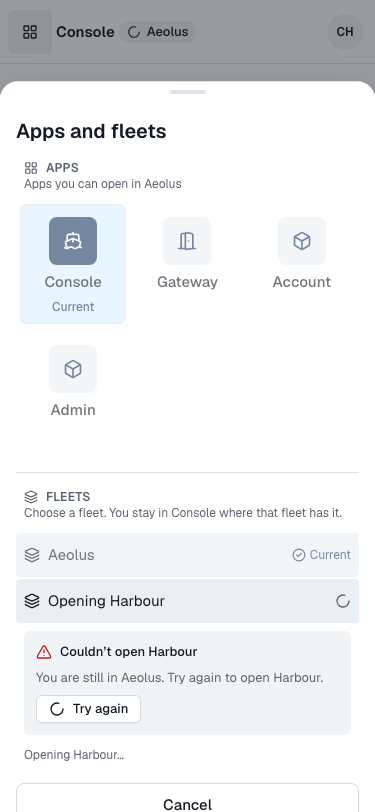 Console
Aeolus
CH
Apps and fleets
APPS
Apps you can open in Aeolus
Console
Current
Gateway
Account
Admin
FLEETS
Choose a fleet. You stay in Console where that fleet has it.
Aeolus
Current
Opening Harbour
Couldn’t open Harbour
You are still in Aeolus. Try again to open Harbour.
Try again
Opening Harbour…
Cancel